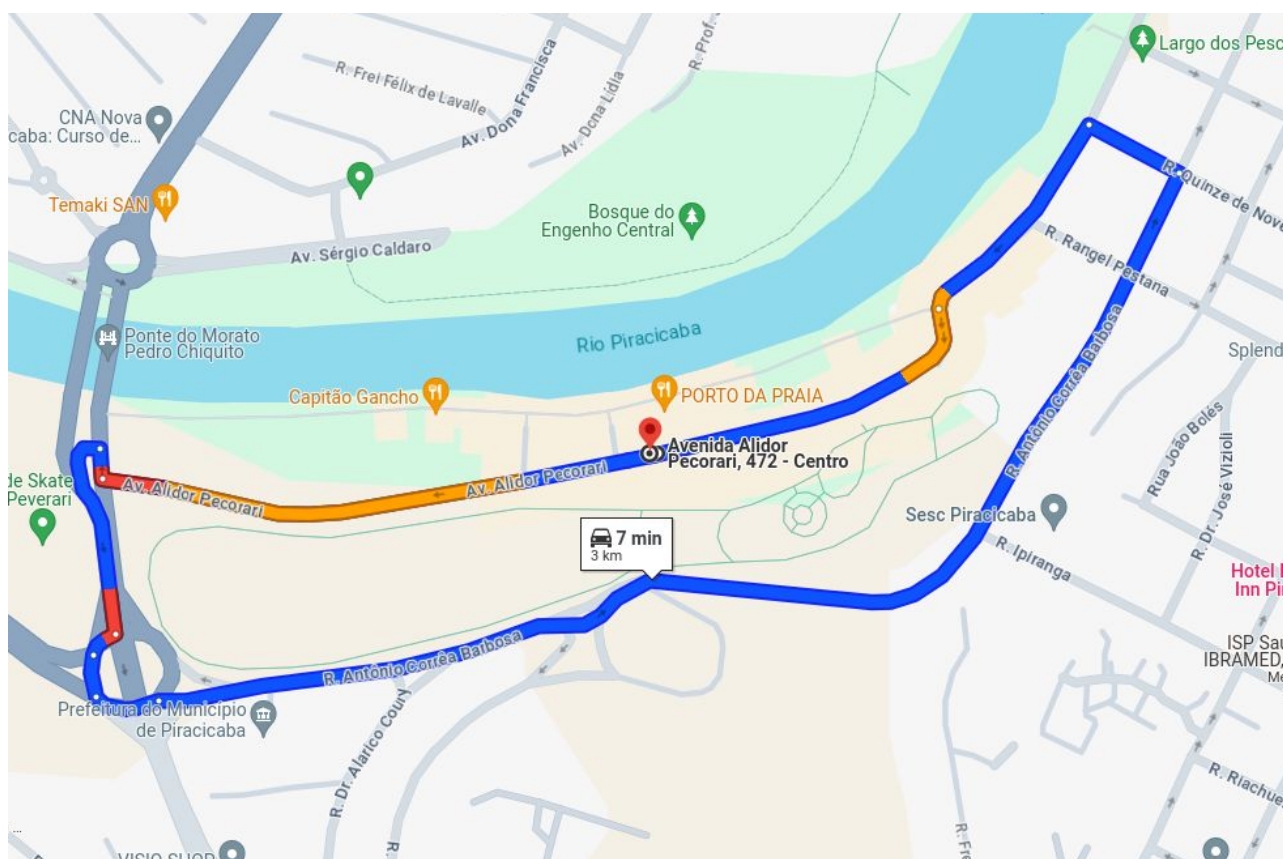 Largo dos Pesc
R. Prof.
R. Frei Félix de Lavalle
Av. Dona Francisca
Av. Dona Lídia
CNA Nova
caba: Curso de...
R. Quinze de Nove
Temaki SAN
Bosque do
Engenho Central
Av. Sérgio Caldaro
R. Rangel Pestana
Ponte do Morato
Pedro Chiquito
Rio Piracicaba
Splend
Capitão Gancho
PORTO DA PRAIA
R. Antônio Corrêa Barbosa
Rua João Bolés
R. Dr. José Vizioli
Avenida Alidor
Pecorari, 472 - Centro
Av. Alidor Pecorari
Av. Alidor Pecorari
de Skate
Peverari
Sesc Piracicaba
7 min
3 km
R. Ipiranga
Hotel
Inn Pi
R. Antônio Corrêa Barbosa
ISP Sau
IBRAMED,
Me
Prefeitura do Município
de Piracicaba
R. Dr. Alarico Coury
R. Riachue
R.
R. Fre
...
VISIO SHOP